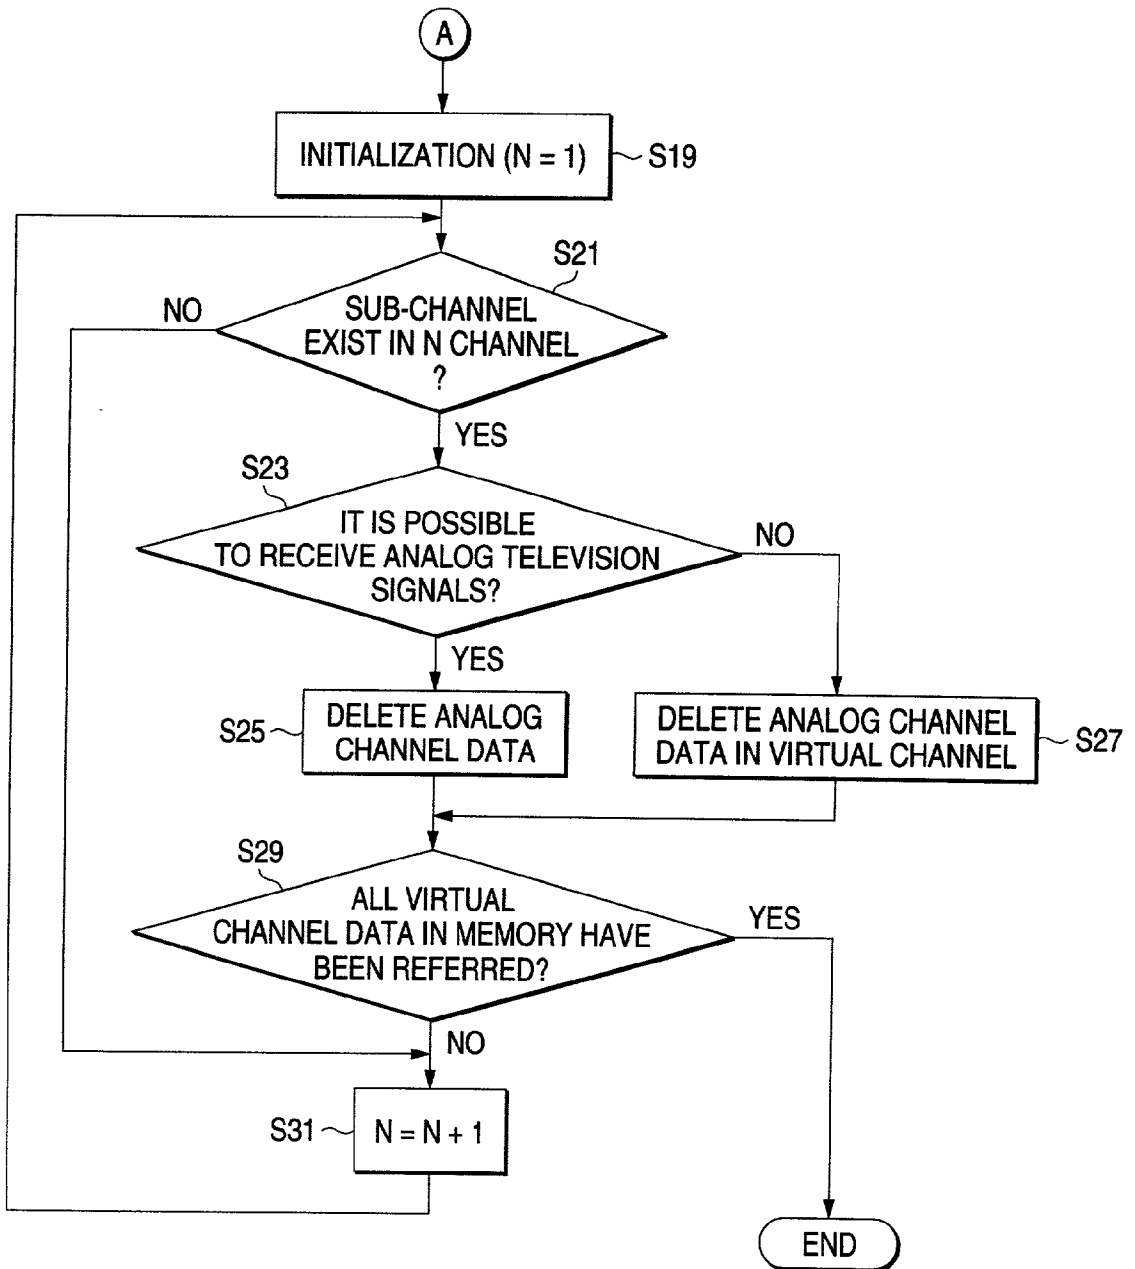 A
INITIALIZATION (N = 1)
S19
S21
NO
SUB-CHANNEL
EXIST IN N CHANNEL
?
YES
S23
IT IS POSSIBLE
TO RECEIVE ANALOG TELEVISION
SIGNALS?
NO
YES
S25
DELETE ANALOG
CHANNEL DATA
DELETE ANALOG CHANNEL
DATA IN VIRTUAL CHANNEL
S27
S29
ALL VIRTUAL
CHANNEL DATA IN MEMORY HAVE
BEEN REFERRED?
YES
NO
S31
N = N + 1
END